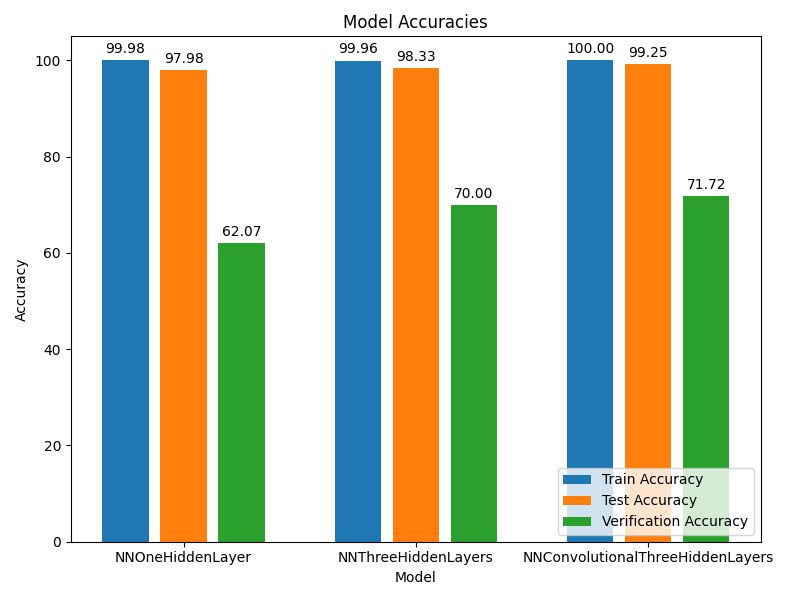 Model Accuracies
99.98
97.98
62.07
99.96
98.33
70.00
100.00
99.25
71.72
100
80
60
40
20
0
Accuracy
Train Accuracy
Test Accuracy
Verification Accuracy
NNOneHiddenLayer
NNThreeHiddenLayers
NNConvolutionalThreeHiddenLayers
Model